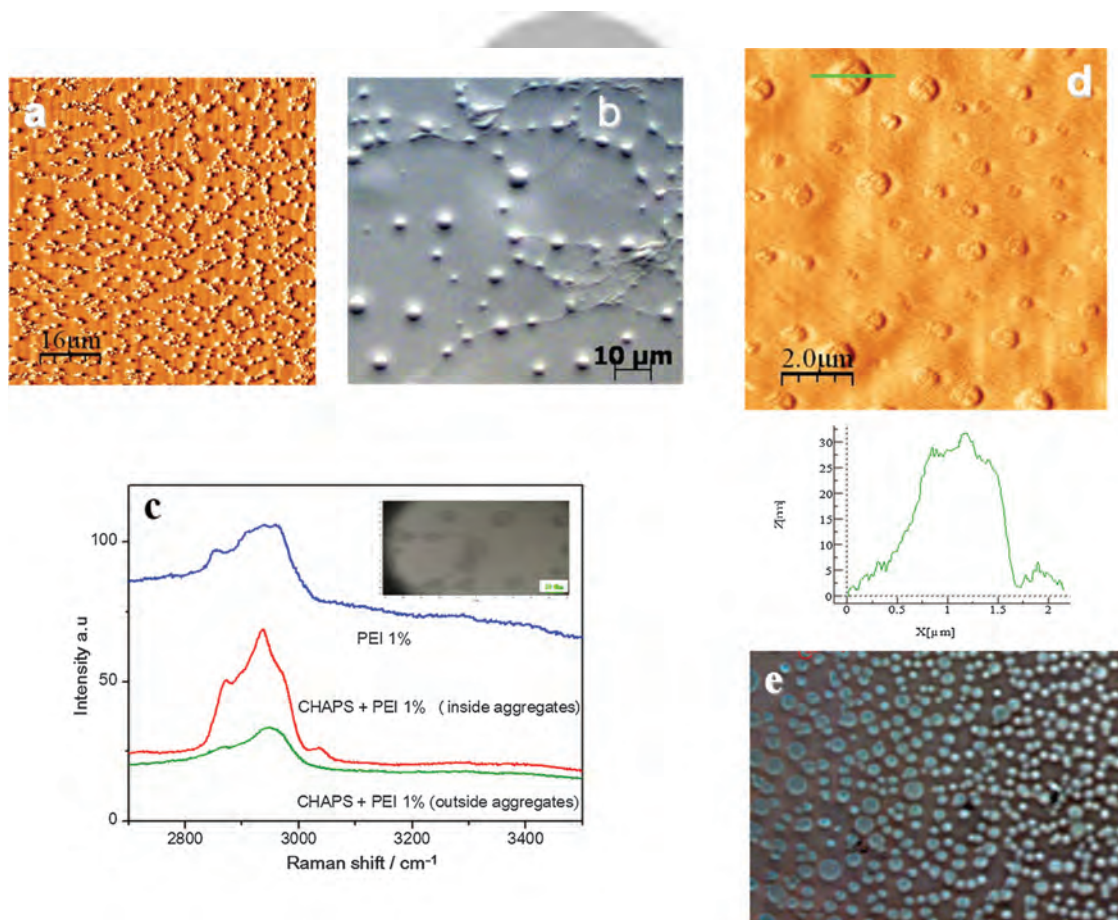 a
16µm
b
10 µm
d
2.0µm
c
100
50
0
Intensity a.u
PEI 1%
CHAPS + PEI 1% ( inside aggregates)
CHAPS + PEI 1% (outside aggregates)
2800
3000
3200
3400
Raman shift / cm⁻¹
30
25
20
15
10
5
0
Z[nm]
0
0.5
1
1.5
2
X[µm]
e